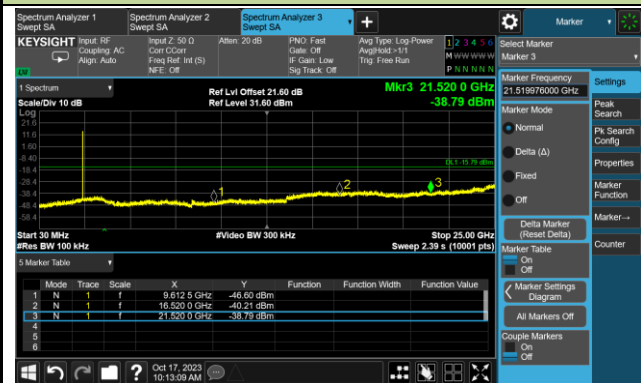 Spectrum Analyzer 1
Swept SA
Spectrum Analyzer 2
Swept SA
Spectrum Analyzer 3
Swept SA
Marker
KEYSIGHT
Input: RF
Coupling: AC
Align: Auto
Input Z: 50 Ω
Corr CCorr
Freq Ref: Int (S)
NFE: Off
Atten: 20 dB
PNO: Fast
Gate: Off
IF Gain: Low
Sig Track: Off
Avg Type: Log-Power
Avg|Hold:>1/1
Trig: Free Run
1 2 3 4 5 6
M W W W W W
P N N N N N
Select Marker
Marker 3
1 Spectrum
Scale/Div 10 dB
Ref Lvl Offset 21.60 dB
Ref Level 31.60 dBm
Mkr3 21.520 0 GHz
-38.79 dBm
Log
21.6
11.6
1.60
-8.40
-18.4
-28.4
-38.4
-48.4
-58.4
DL1 -15.79 dBm
1
2
3
Start 30 MHz
#Res BW 100 kHz
#Video BW 300 kHz
Stop 25.00 GHz
Sweep 2.39 s (10001 pts)
5 Marker Table
Mode Trace Scale X Y Function Function Width Function Value
1 N 1 f 9.612 5 GHz -46.60 dBm
2 N 1 f 16.520 0 GHz -40.21 dBm
3 N 1 f 21.520 0 GHz -38.79 dBm
4
5
6
Marker Frequency
21.519976000 GHz
Marker Mode
Normal
Delta (Δ)
Fixed
Off
Delta Marker
(Reset Delta)
Marker Table
On
Off
Marker Settings
Diagram
All Markers Off
Couple Markers
On
Off
Settings
Peak
Search
Pk Search
Config
Properties
Marker
Function
Marker→
Counter
?
Oct 17, 2023
10:13:09 AM